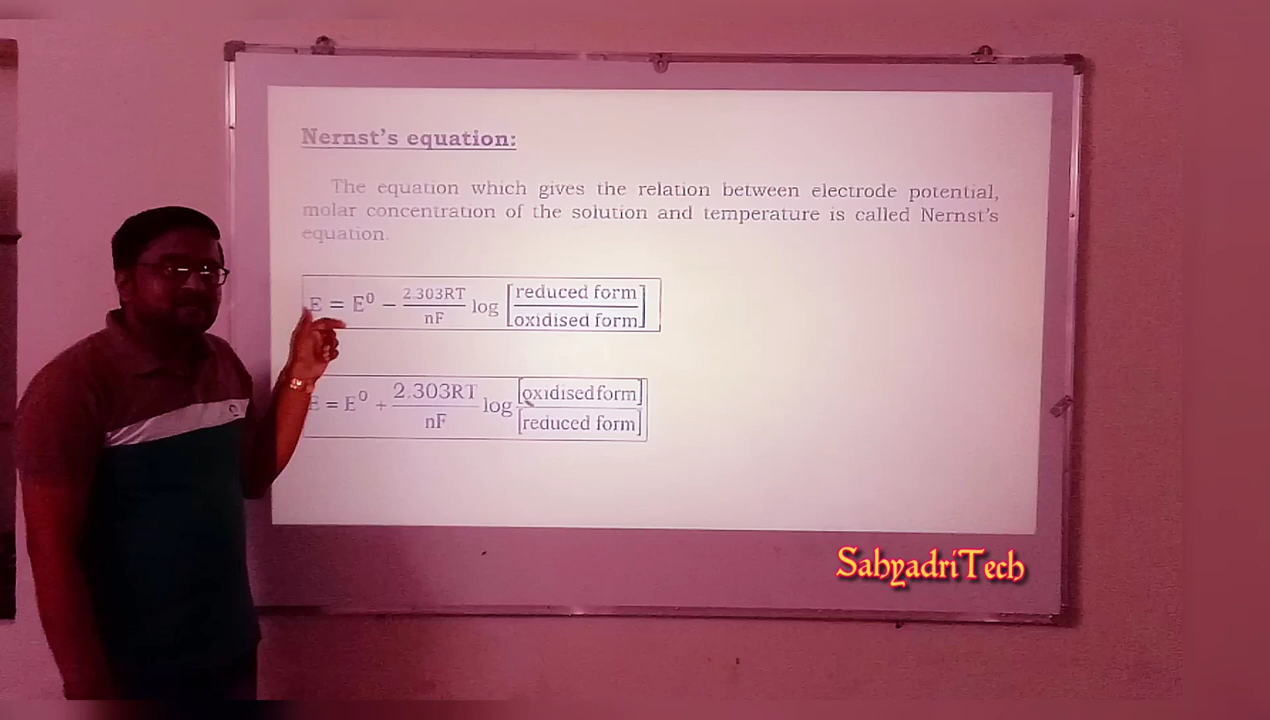 Nernst's equation:
The equation which gives the relation between electrode potential,
molar concentration of the solution and temperature is called Nernst's
equation.
E = E⁰ − 2.303RT/nF log [reduced form/oxidised form]
E = E⁰ + 2.303RT/nF log [oxidised form]/[reduced form]
SahyadriTech